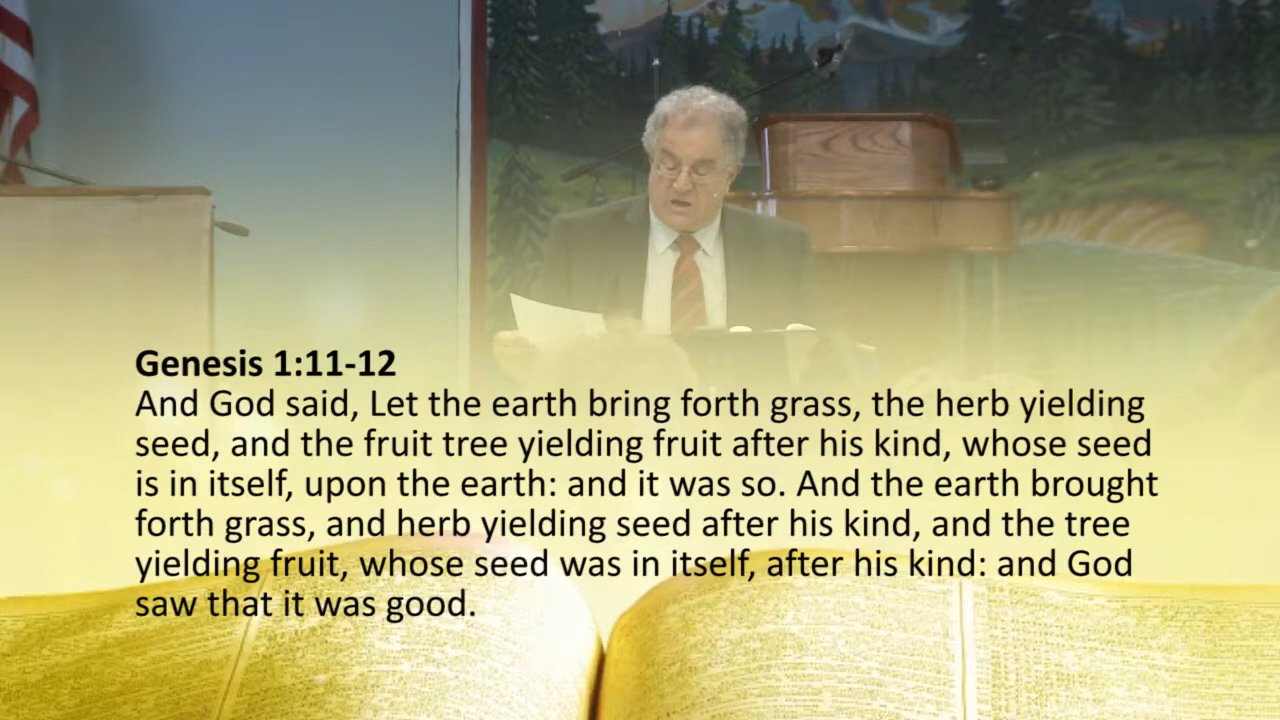 Genesis 1:11-12
And God said, Let the earth bring forth grass, the herb yielding
seed, and the fruit tree yielding fruit after his kind, whose seed
is in itself, upon the earth: and it was so. And the earth brought
forth grass, and herb yielding seed after his kind, and the tree
yielding fruit, whose seed was in itself, after his kind: and God
saw that it was good.